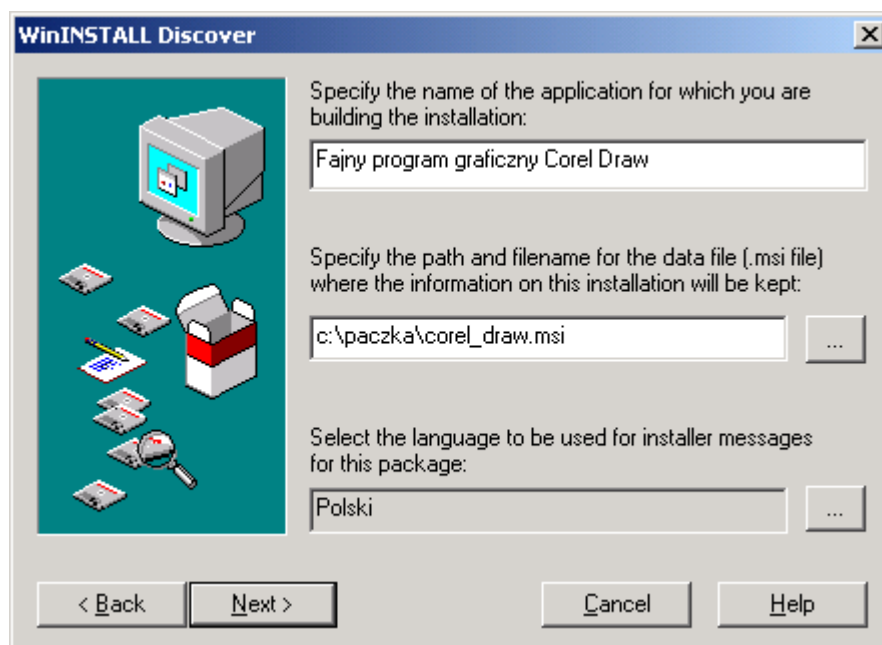 WinINSTALL Discover
Specify the name of the application for which you are
building the installation:
Fajny program graficzny Corel Draw
Specify the path and filename for the data file (.msi file)
where the information on this installation will be kept:
c:\paczka\corel_draw.msi
...
Select the language to be used for installer messages
for this package:
Polski
...
< Back
Next >
Cancel
Help